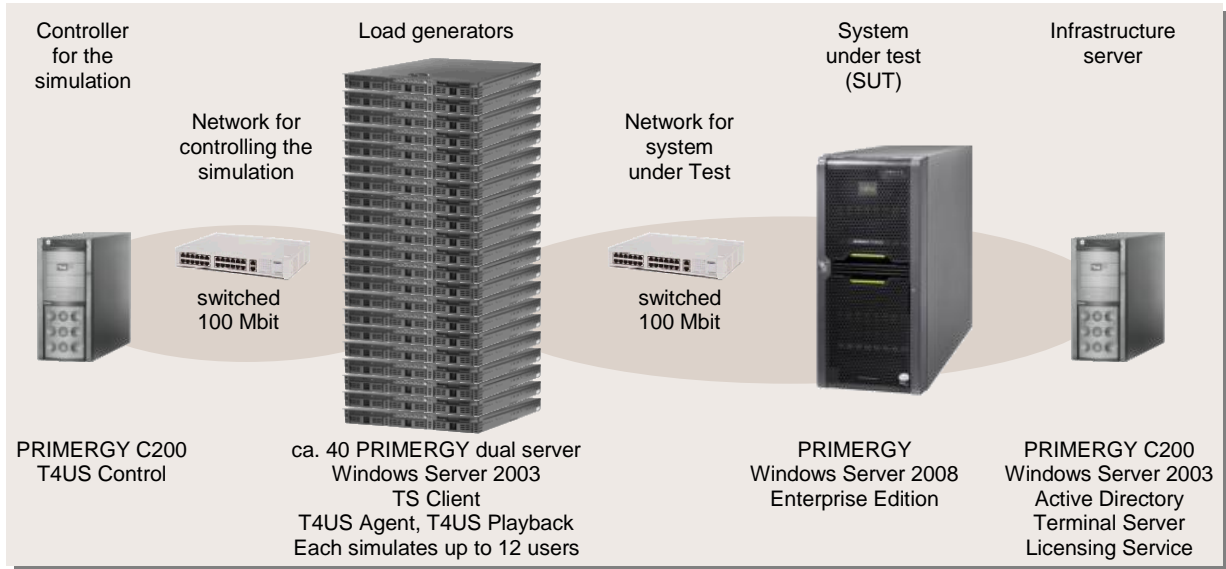 Controller
for the
simulation
Load generators
System
under test
(SUT)
Infrastructure
server
Network for
controlling the
simulation
Network for
system
under Test
switched
100 Mbit
switched
100 Mbit
PRIMERGY C200
T4US Control
ca. 40 PRIMERGY dual server
Windows Server 2003
TS Client
T4US Agent, T4US Playback
Each simulates up to 12 users
PRIMERGY
Windows Server 2008
Enterprise Edition
PRIMERGY C200
Windows Server 2003
Active Directory
Terminal Server
Licensing Service